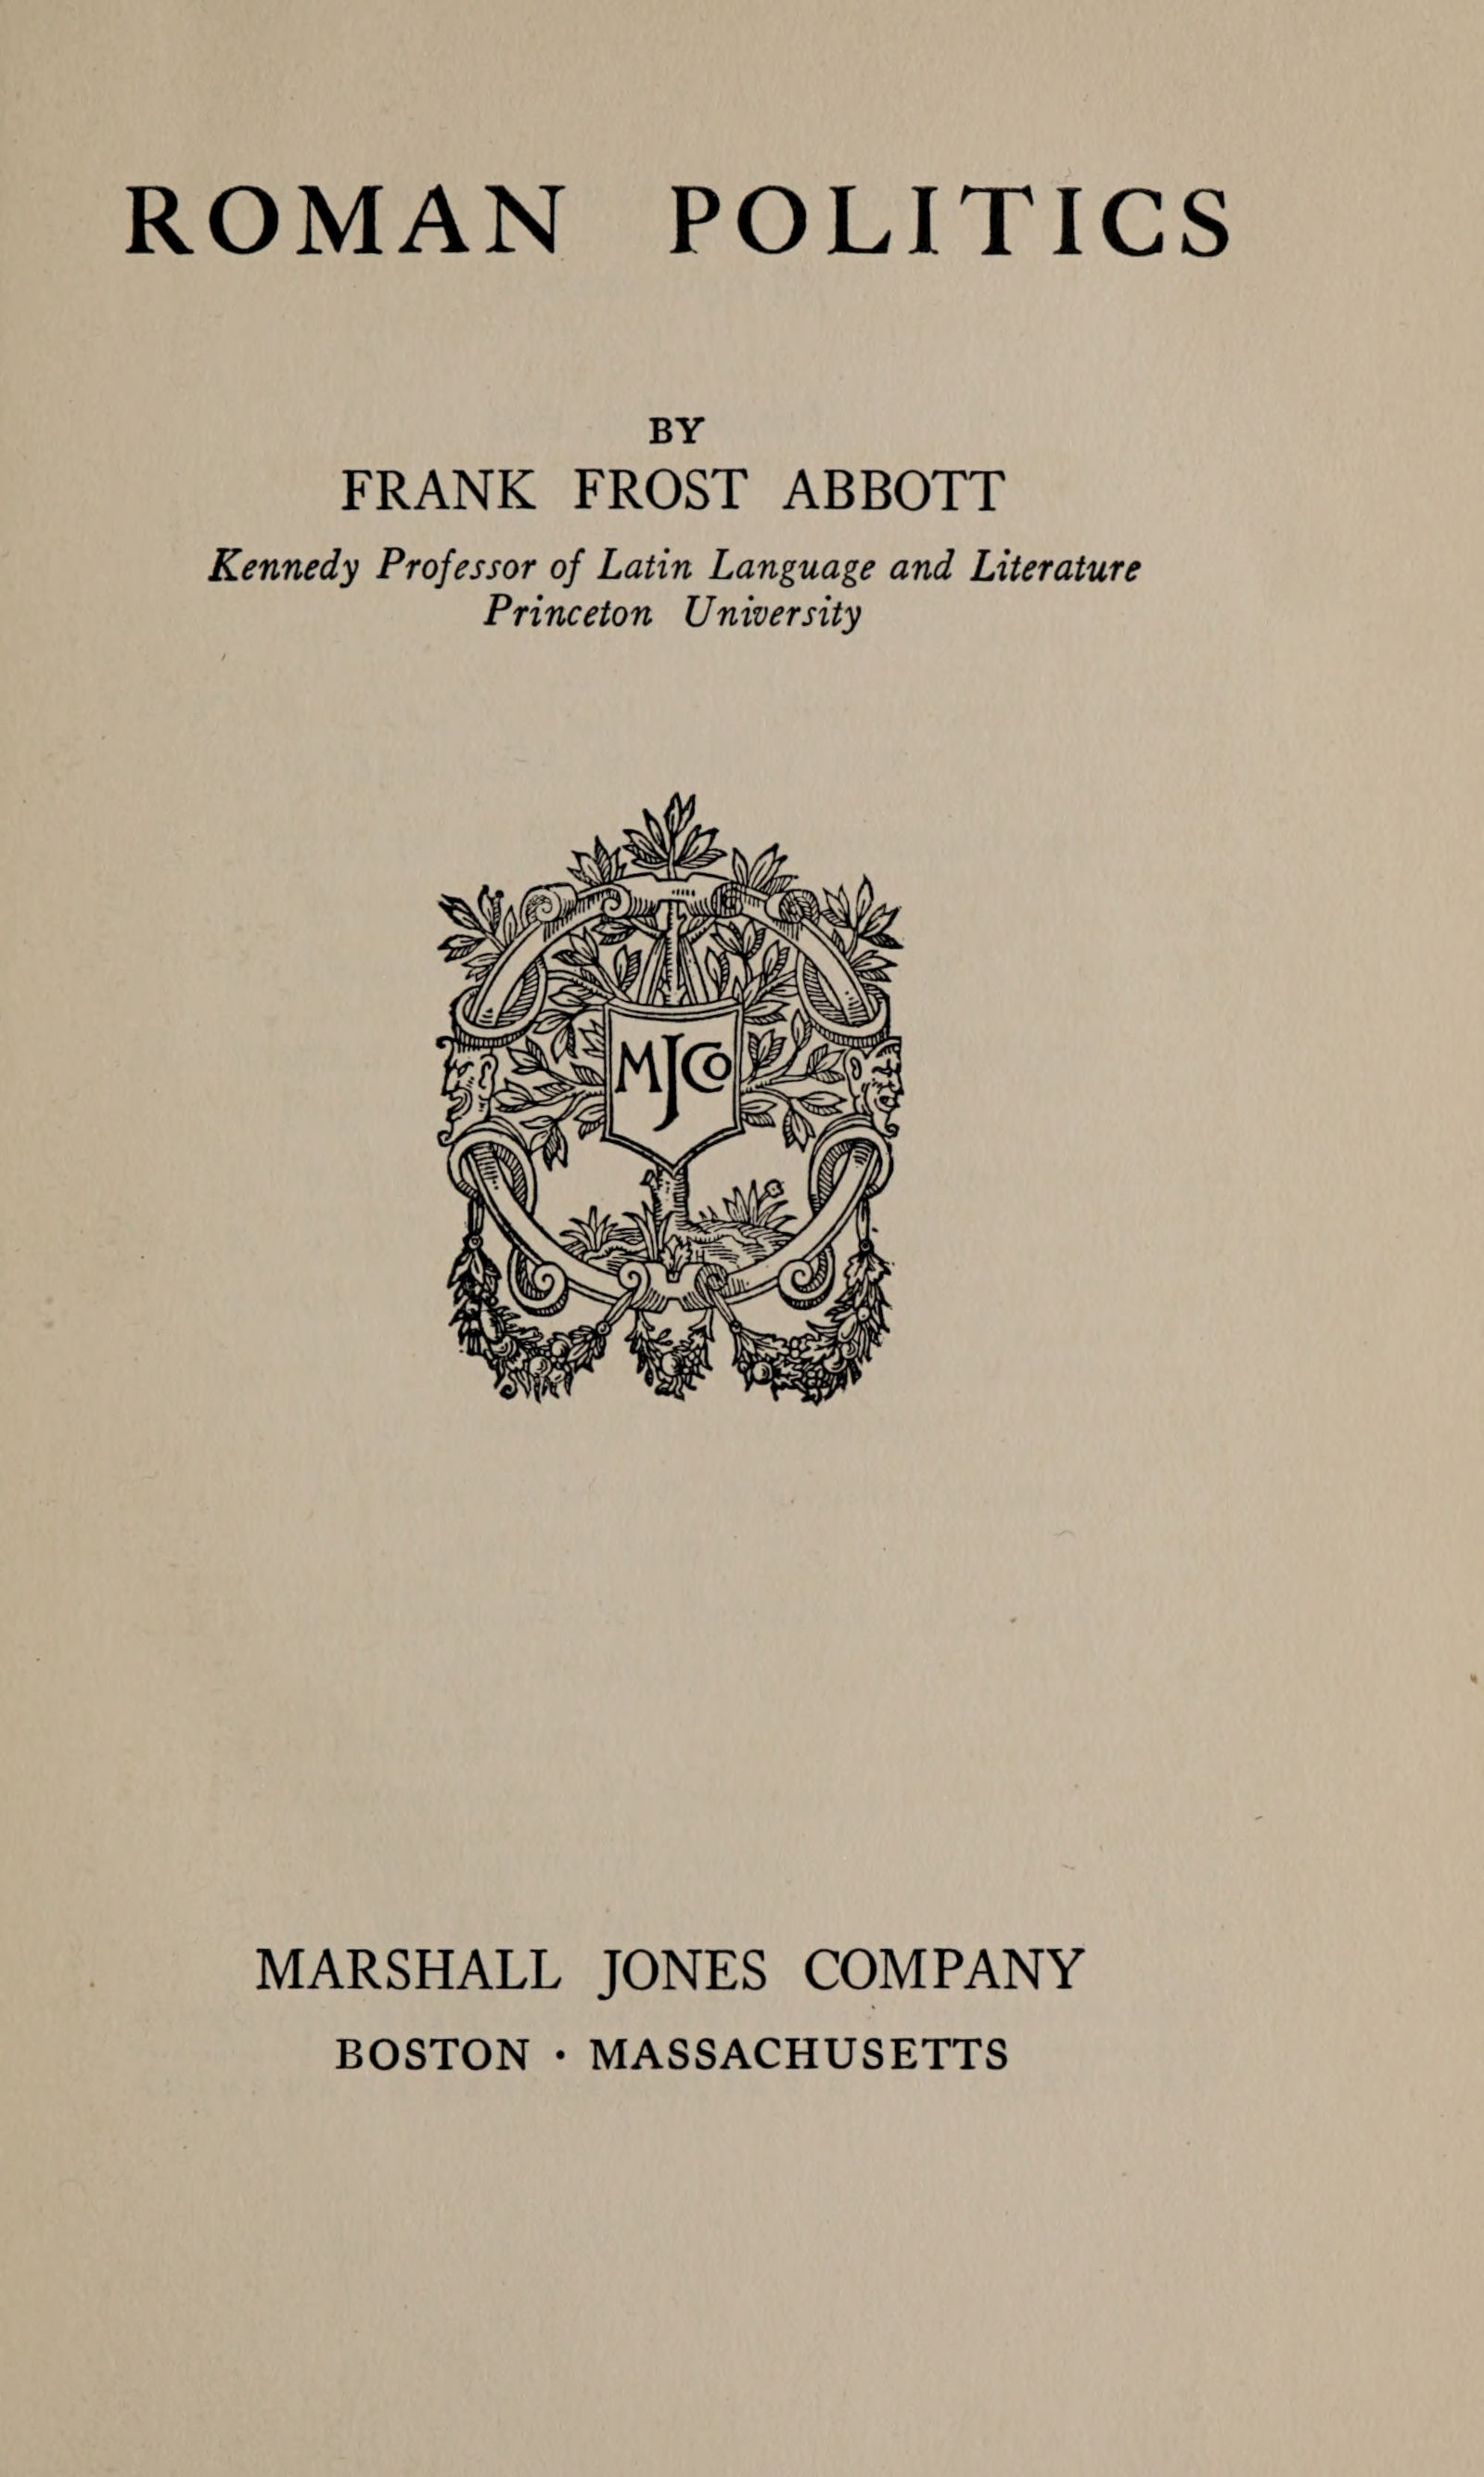 ROMAN POLITICS
BY
FRANK FROST ABBOTT
Kennedy Professor of Latin Language and Literature
Princeton University
MJCo
MARSHALL JONES COMPANY
BOSTON · MASSACHUSETTS